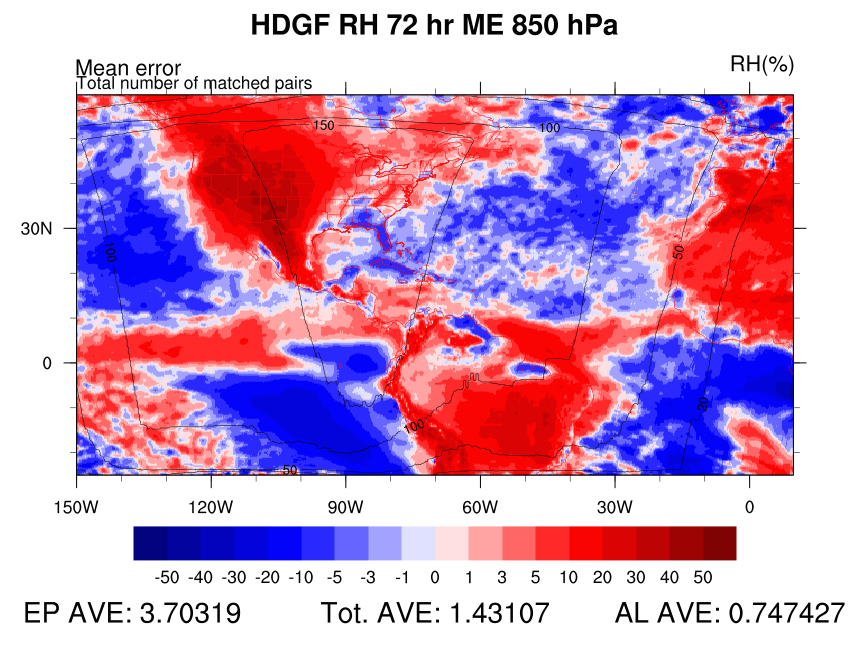 HDGF RH 72 hr ME 850 hPa
Mean error
RH(%)
Total number of matched pairs
150
100
30N
100
50
0
20
100
50
150W 120W 90W 60W 30W 0
-50 -40 -30 -20 -10 -5 -3 -1 0 1 3 5 10 20 30 40 50
EP AVE: 3.70319 Tot. AVE: 1.43107 AL AVE: 0.747427